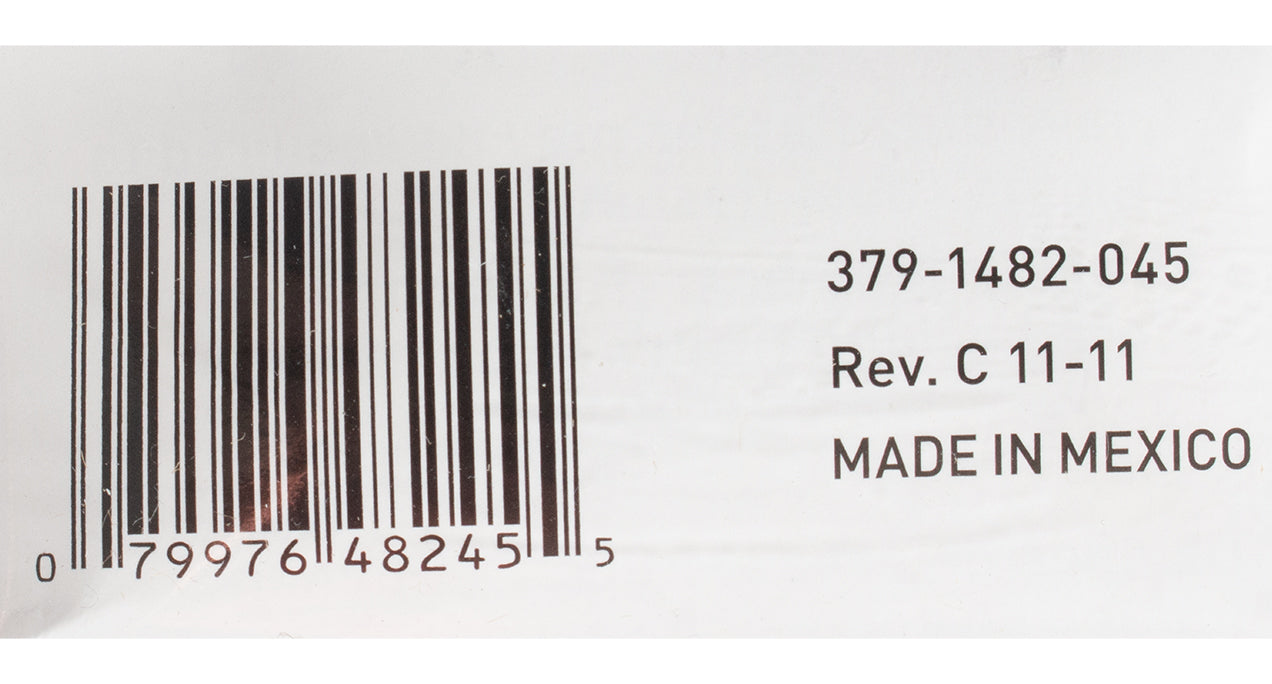 0 79976 48245 5
379-1482-045
Rev. C 11-11
MADE IN MEXICO